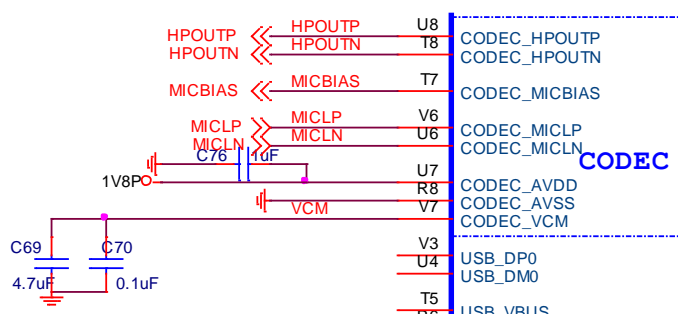 HPOUTP HPOUTP U8 CODEC_HPOUTP
HPOUTN HPOUTN T8 CODEC_HPOUTN
MICBIAS MICBIAS T7 CODEC_MICBIAS
MICLP MICLP V6 CODEC_MICLP
MICLN MICLN U6 CODEC_MICLN
CODEC
C76 1uF
1V8P U7 CODEC_AVDD
R8 CODEC_AVSS
VCM V7 CODEC_VCM
C69 C70
4.7uF 0.1uF
V3 USB_DP0
U4 USB_DM0
T5 USB_VBUS